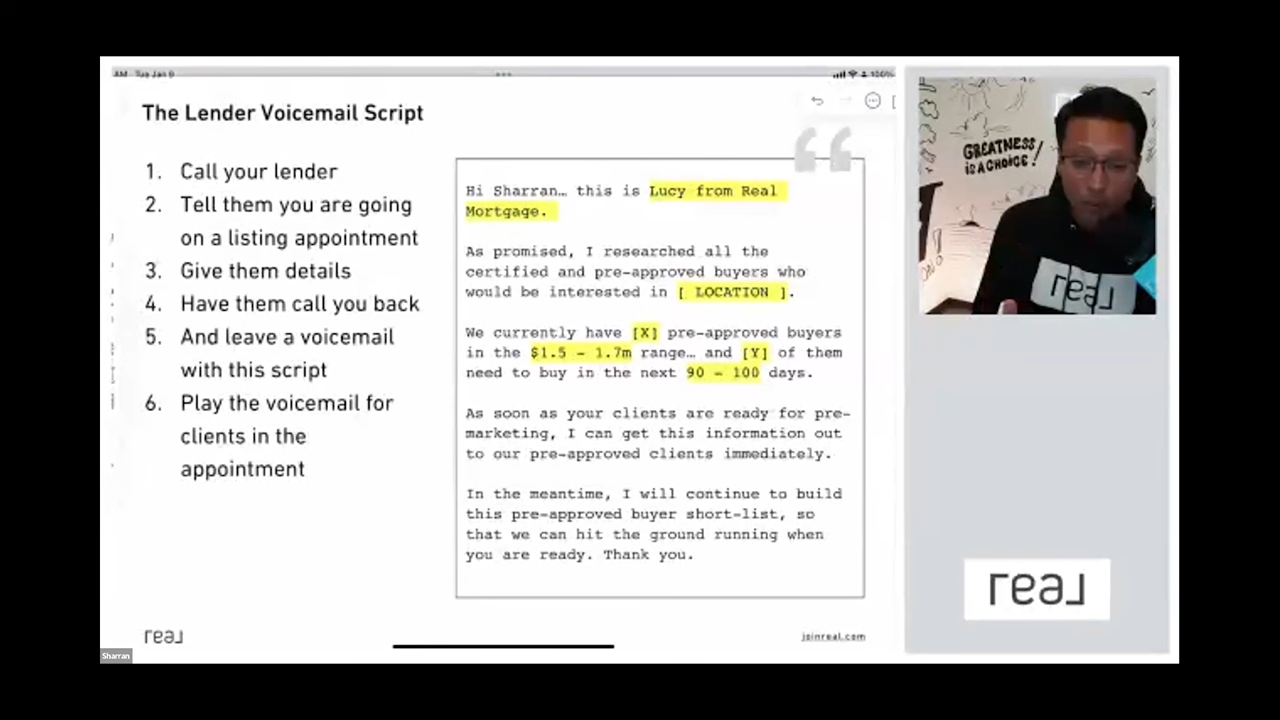 AM Tue Jan 9
100%
The Lender Voicemail Script
1. Call your lender
2. Tell them you are going
on a listing appointment
3. Give them details
4. Have them call you back
5. And leave a voicemail
with this script
6. Play the voicemail for
clients in the
appointment
Hi Sharran… this is Lucy from Real
Mortgage.
As promised, I researched all the
certified and pre-approved buyers who
would be interested in [ LOCATION ].
We currently have [X] pre-approved buyers
in the $1.5 - 1.7m range… and [Y] of them
need to buy in the next 90 - 100 days.
As soon as your clients are ready for pre-
marketing, I can get this information out
to our pre-approved clients immediately.
In the meantime, I will continue to build
this pre-approved buyer short-list, so
that we can hit the ground running when
you are ready. Thank you.
real
joinreal.com
Sharran
GREATNESS
IS A CHOICE!
real
real